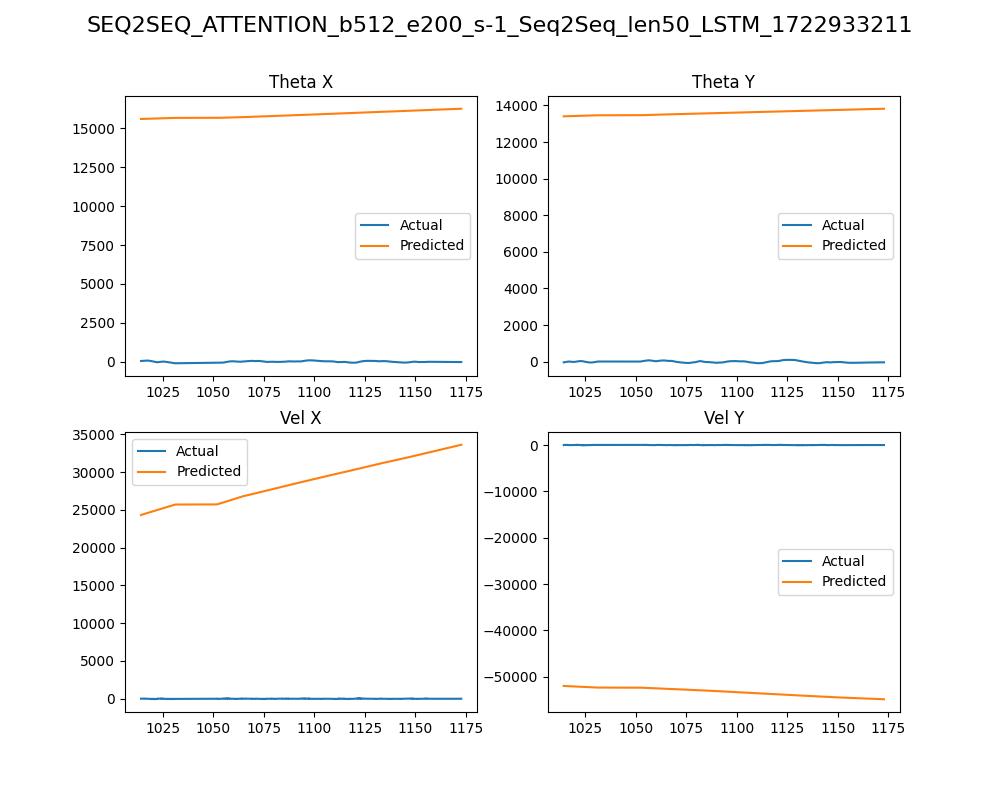 SEQ2SEQ_ATTENTION_b512_e200_s-1_Seq2Seq_len50_LSTM_1722933211
Theta X
15000
12500
10000
7500
5000
2500
0
Actual
Predicted
1025 1050 1075 1100 1125 1150 1175
Theta Y
14000
12000
10000
8000
6000
4000
2000
0
Actual
Predicted
1025 1050 1075 1100 1125 1150 1175
Vel X
35000
30000
25000
20000
15000
10000
5000
0
Actual
Predicted
1025 1050 1075 1100 1125 1150 1175
Vel Y
0
−10000
−20000
−30000
−40000
−50000
Actual
Predicted
1025 1050 1075 1100 1125 1150 1175